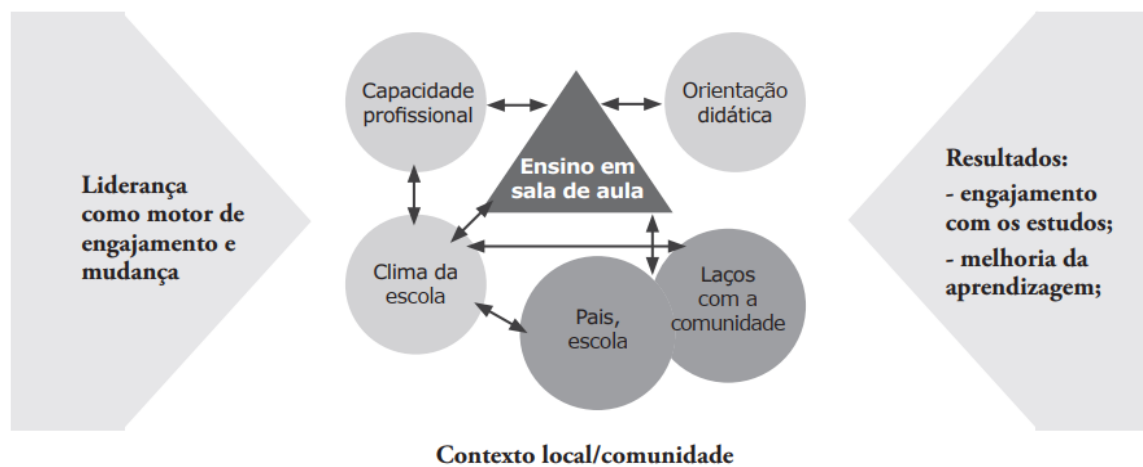 Capacidade
profissional
Orientação
didática
Ensino em
sala de aula
Liderança
como motor de
engajamento e
mudança
Resultados:
- engajamento
com os estudos;
- melhoria da
aprendizagem;
Clima da
escola
Laços
com a
comunidade
Pais,
escola
Contexto local/comunidade